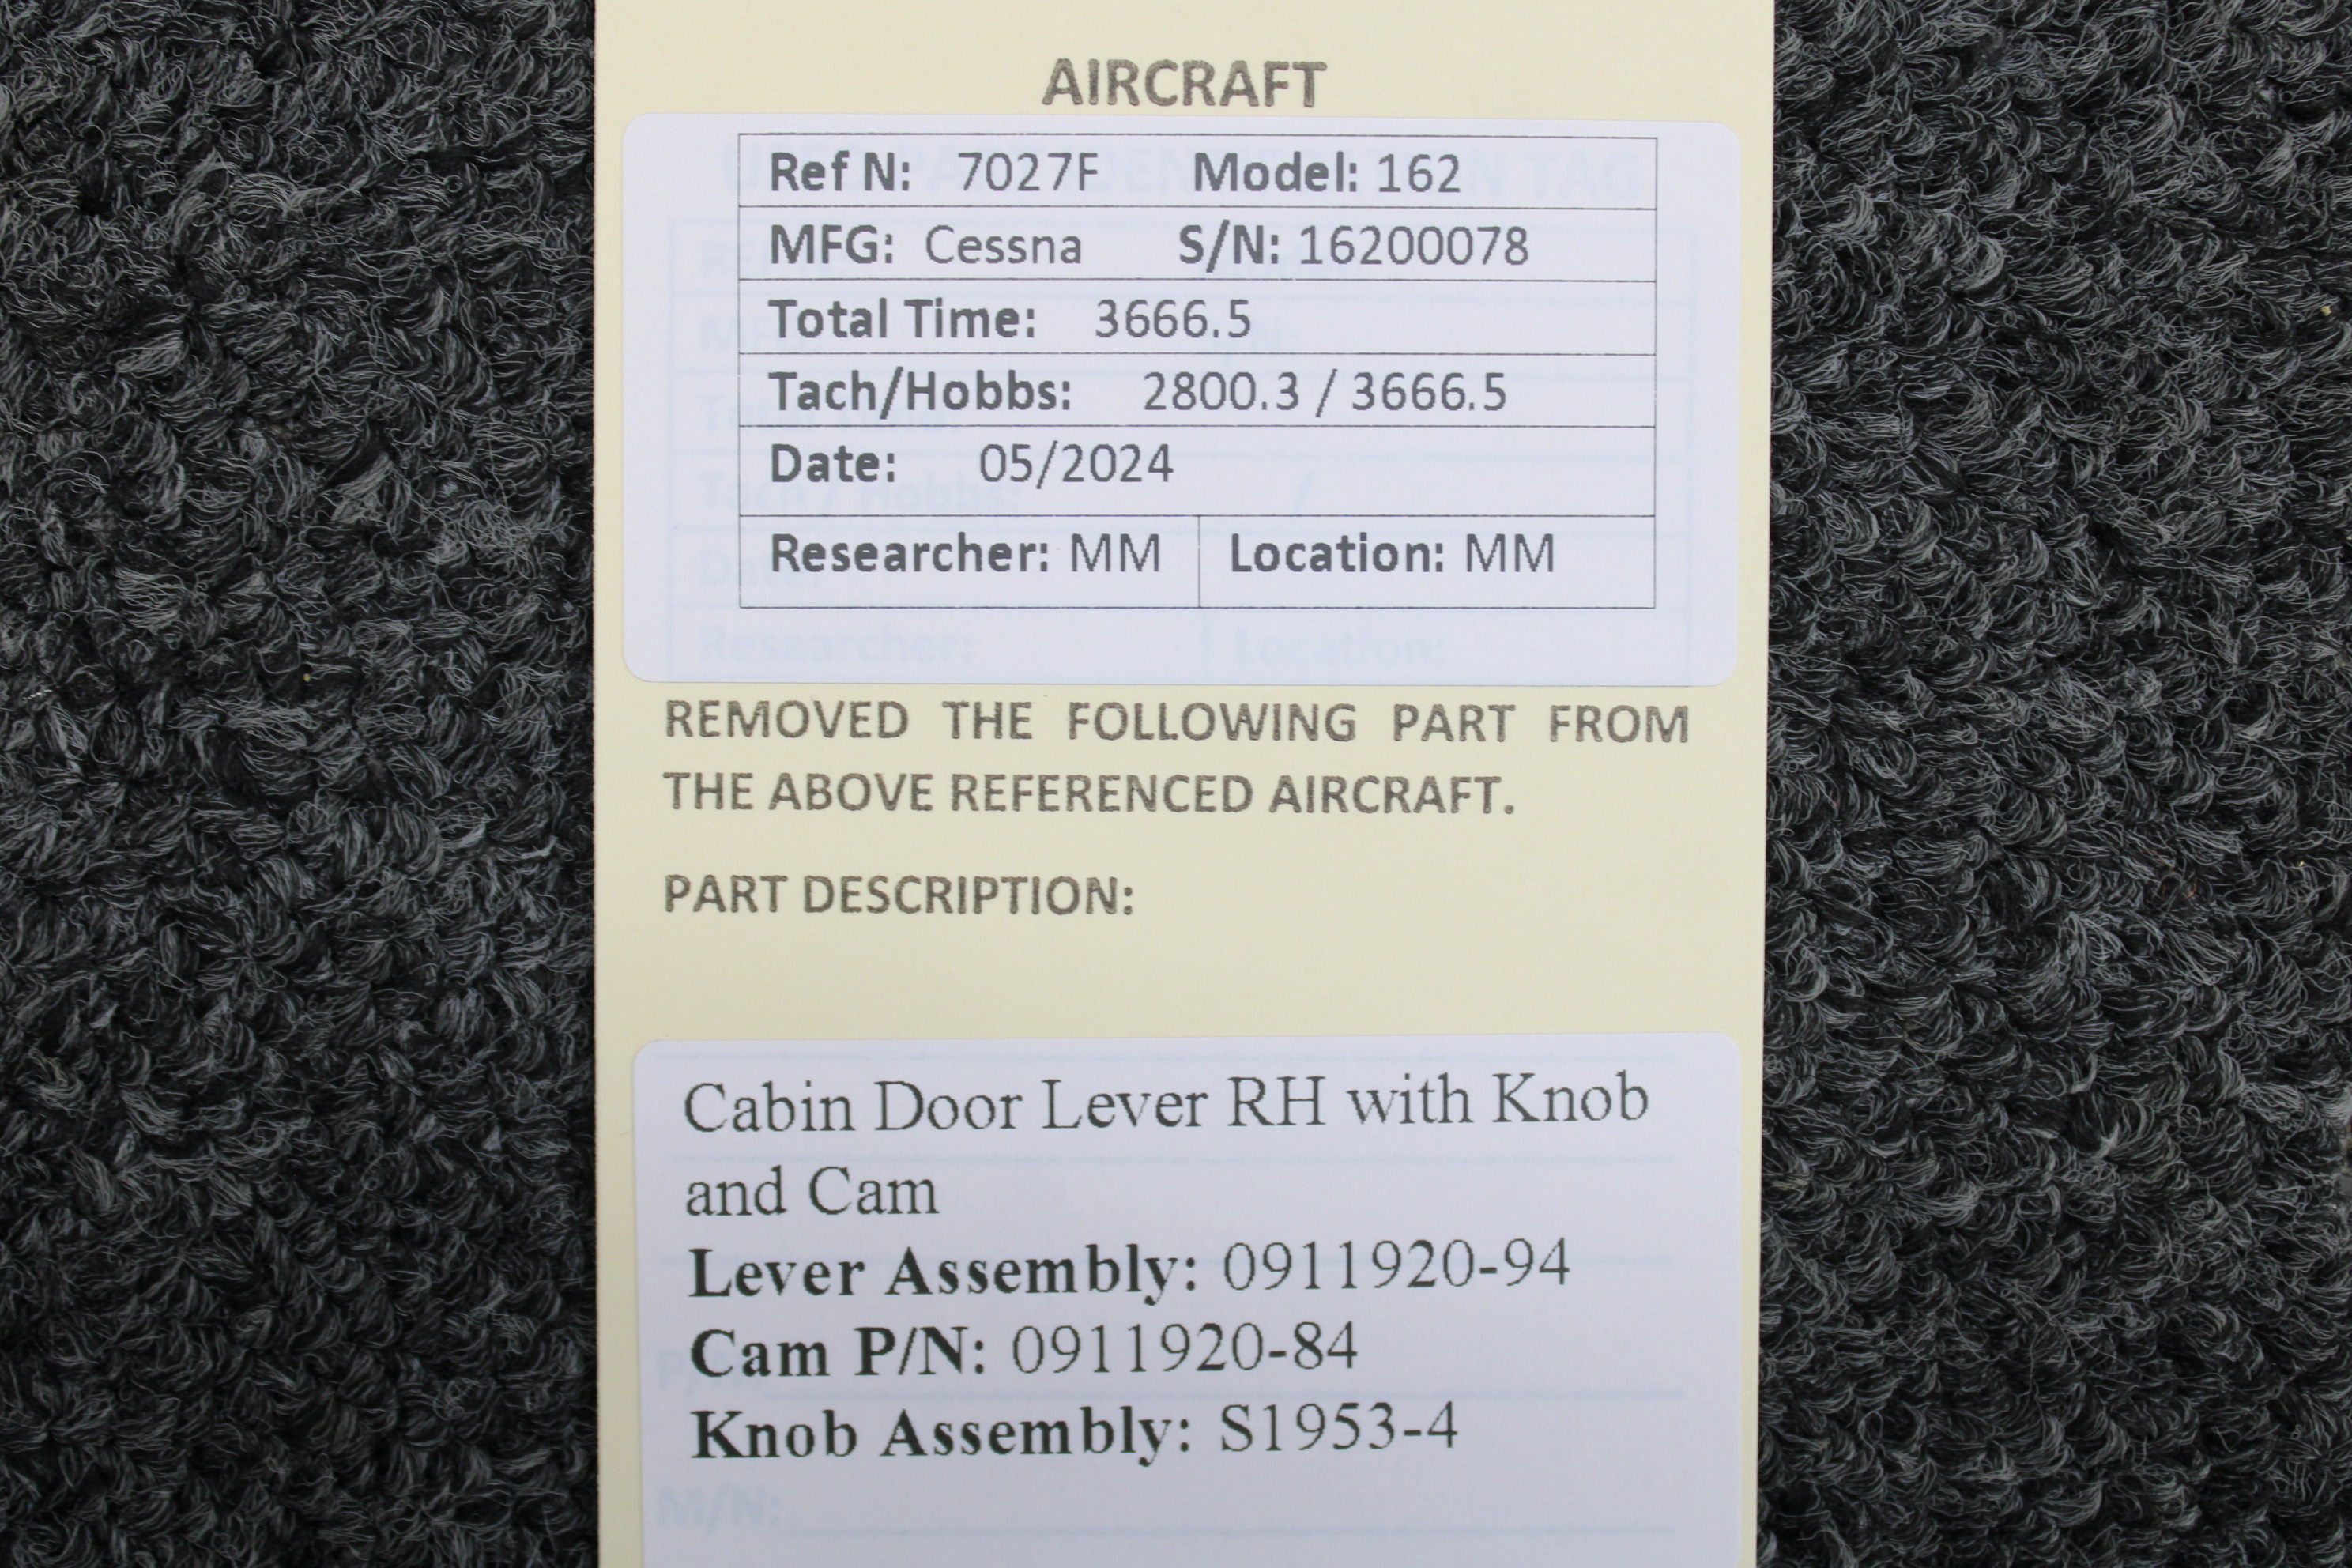 AIRCRAFT
Ref N: 7027F Model: 162
MFG: Cessna S/N: 16200078
Total Time: 3666.5
Tach/Hobbs: 2800.3 / 3666.5
Date: 05/2024
Researcher: MM Location: MM
REMOVED THE FOLLOWING PART FROM
THE ABOVE REFERENCED AIRCRAFT.
PART DESCRIPTION:
Cabin Door Lever RH with Knob
and Cam
Lever Assembly: 0911920-94
Cam P/N: 0911920-84
Knob Assembly: S1953-4
M/N: